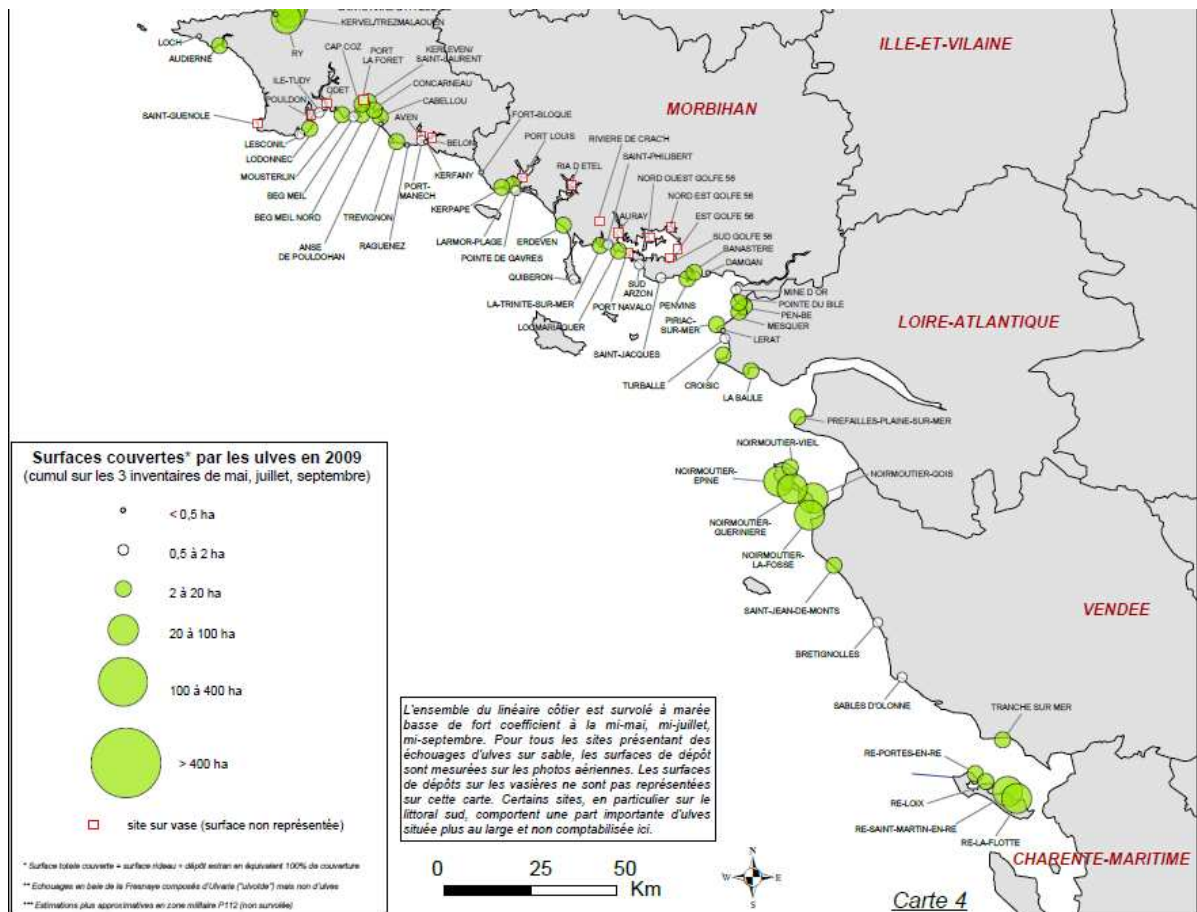 KERVEL/TREZMALAOUEN
LOCH
AUDIERNE
RY
CAP COZ
PORT
LA FORET
KERLEVEN/
SAINT-LAURENT
CONCARNEAU
CABELLOU
ILE-TUDY
ODET
POULDON
SAINT-GUENOLE
LESCONIL
LODONNEC
MOUSTERLIN
BEG MEIL
BEG MEIL NORD
ANSE
DE POULDOHAN
TREVIGNON
RAGUENEZ
AVEN
BELON
PORT-
MANECH
KERFANY
FORT-BLOQUE
PORT LOUIS
KERPAPE
LARMOR-PLAGE
POINTE DE GAVRES
RIA D ETEL
ERDEVEN
QUIBERON
RIVIERE DE CRAC'H
SAINT-PHILIBERT
AURAY
NORD OUEST GOLFE 56
NORD EST GOLFE 56
EST GOLFE 56
SUD GOLFE 56
BANASTERE
DAMGAN
LA-TRINITE-SUR-MER
LOCMARIAQUER
PORT NAVALO
SUD
ARZON
SAINT-JACQUES
PENVINS
MINE D'OR
POINTE DU BILE
PEN-BE
MESQUER
PIRIAC-
SUR-MER
LERAT
TURBALLE
CROISIC
LA BAULE
PREFAILLES-PLAINE-SUR-MER
NOIRMOUTIER-VIEIL
NOIRMOUTIER-
EPINE
NOIRMOUTIER-GOIS
NOIRMOUTIER-
GUERINIERE
NOIRMOUTIER-
LA-FOSSE
SAINT-JEAN-DE-MONTS
BRETIGNOLLES
SABLES D'OLONNE
TRANCHE SUR MER
RE-PORTES-EN-RE
RE-LOIX
RE-SAINT-MARTIN-EN-RE
RE-LA-FLOTTE
ILLE-ET-VILAINE
MORBIHAN
LOIRE-ATLANTIQUE
VENDEE
CHARENTE-MARITIME
Surfaces couvertes* par les ulves en 2009
(cumul sur les 3 inventaires de mai, juillet, septembre)
< 0,5 ha
0,5 à 2 ha
2 à 20 ha
20 à 100 ha
100 à 400 ha
> 400 ha
site sur vase (surface non représentée)
* Surface totale couverte = surface rideau + dépôt estran en équivalent 100% de couverture
** Echouages en baie de la Fresnaye composés d'Ulvaria ("ulvoïde") mais non d'ulves
*** Estimations plus approximatives en zone militaire P112 (non survolée)
L'ensemble du linéaire côtier est survolé à marée
basse de fort coefficient à la mi-mai, mi-juillet,
mi-septembre. Pour tous les sites présentant des
échouages d'ulves sur sable, les surfaces de dépôt
sont mesurées sur les photos aériennes. Les surfaces
de dépôts sur les vasières ne sont pas représentées
sur cette carte. Certains sites, en particulier sur le
littoral sud, comportent une part importante d'ulves
située plus au large et non comptabilisée ici.
0 25 50
Km
N
W E
S
Carte 4